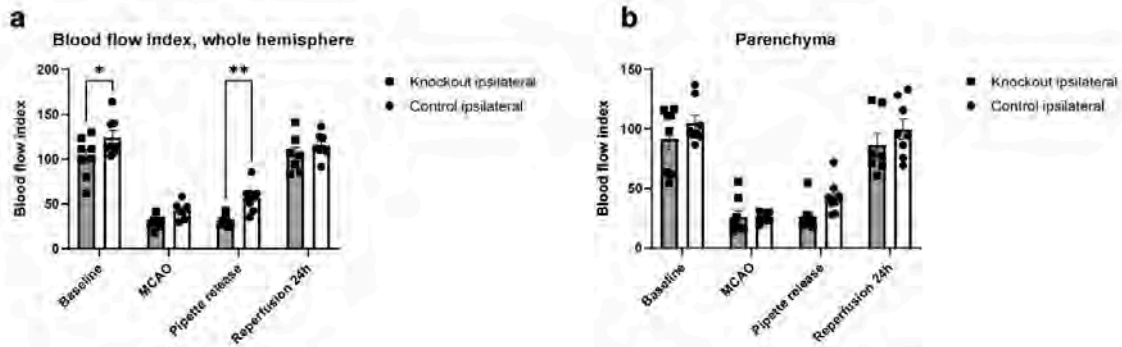 a
Blood flow index, whole hemisphere
200
150
100
50
0
Blood flow index
*
**
Baseline
MCAO
Pipette release
Reperfusion 24h
Knockout ipsilateral
Control ipsilateral
b
Parenchyma
150
100
50
0
Blood flow index
Baseline
MCAO
Pipette release
Reperfusion 24h
Knockout ipsilateral
Control ipsilateral